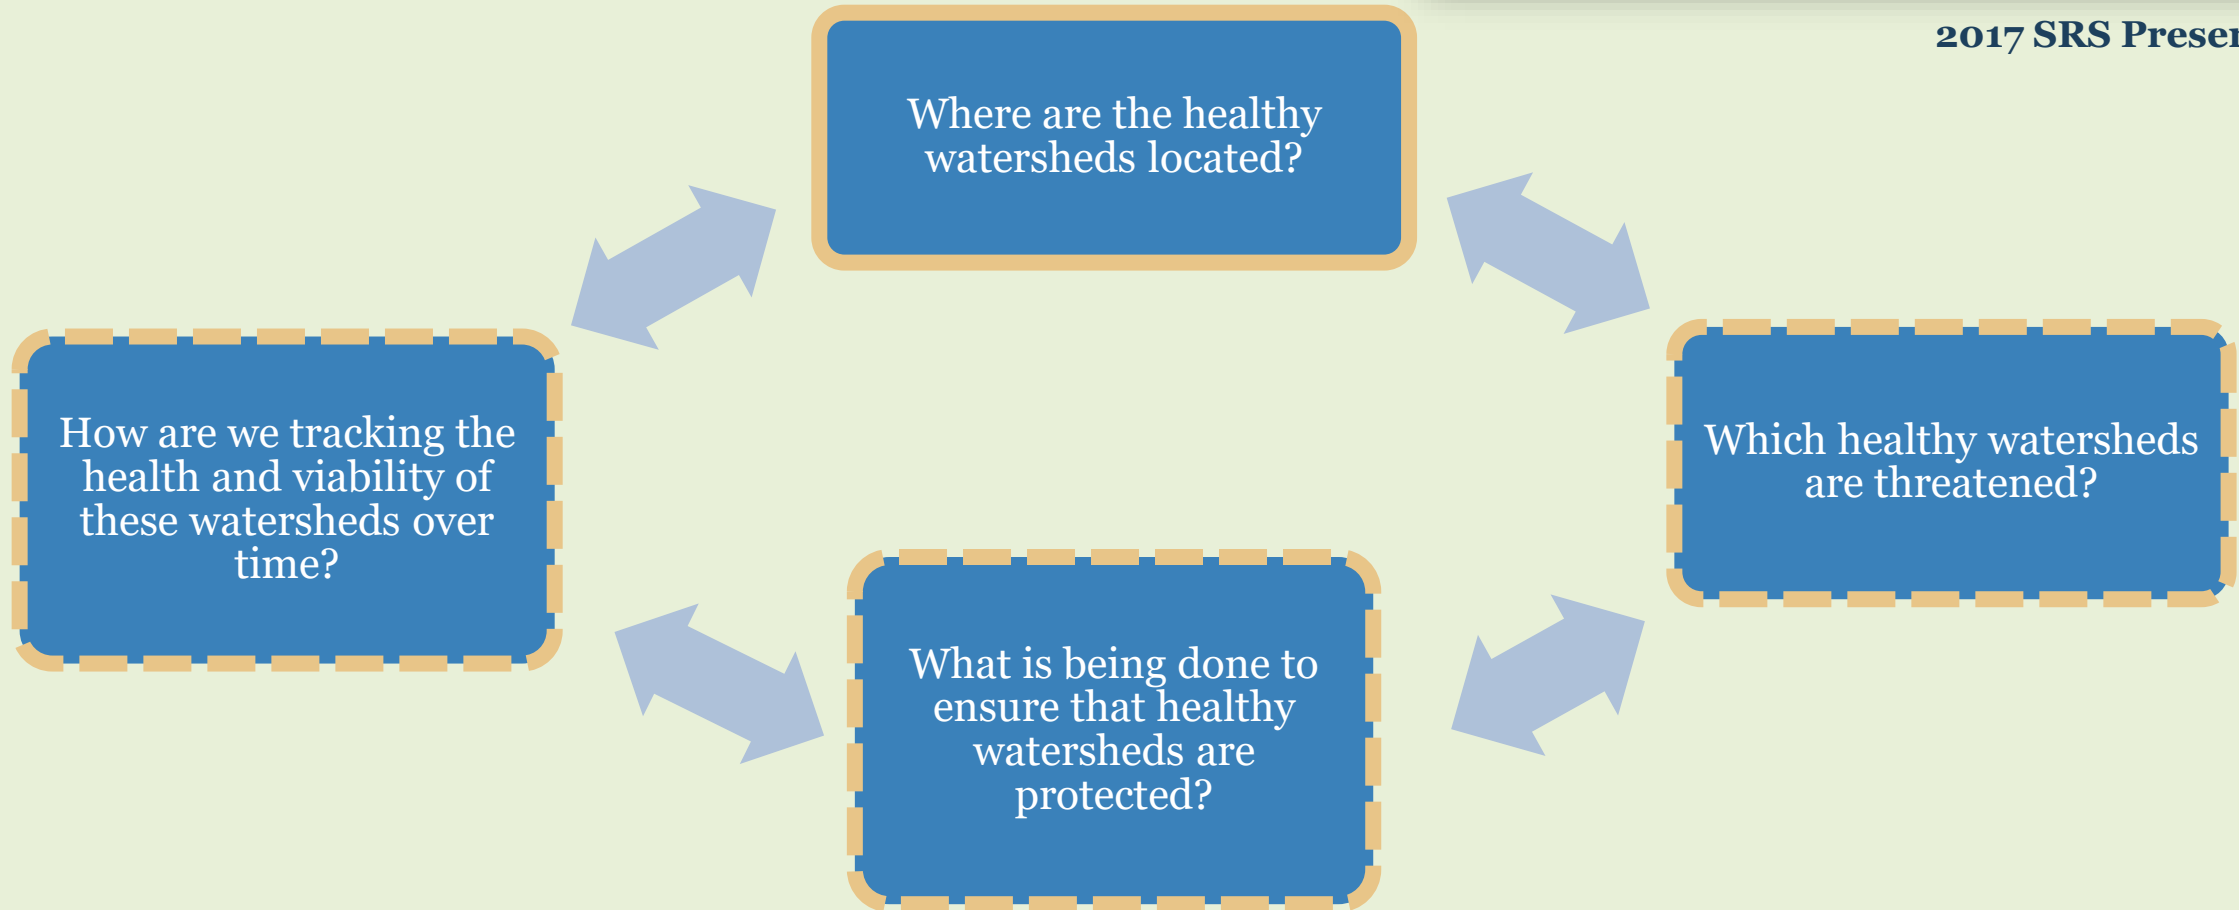 2017 SRS
Where are the healthy
watersheds located?
Which healthy watersheds
are threatened?
What is being done to
ensure that healthy
watersheds are
protected?
How are we tracking the
health and viability of
these watersheds over
time?